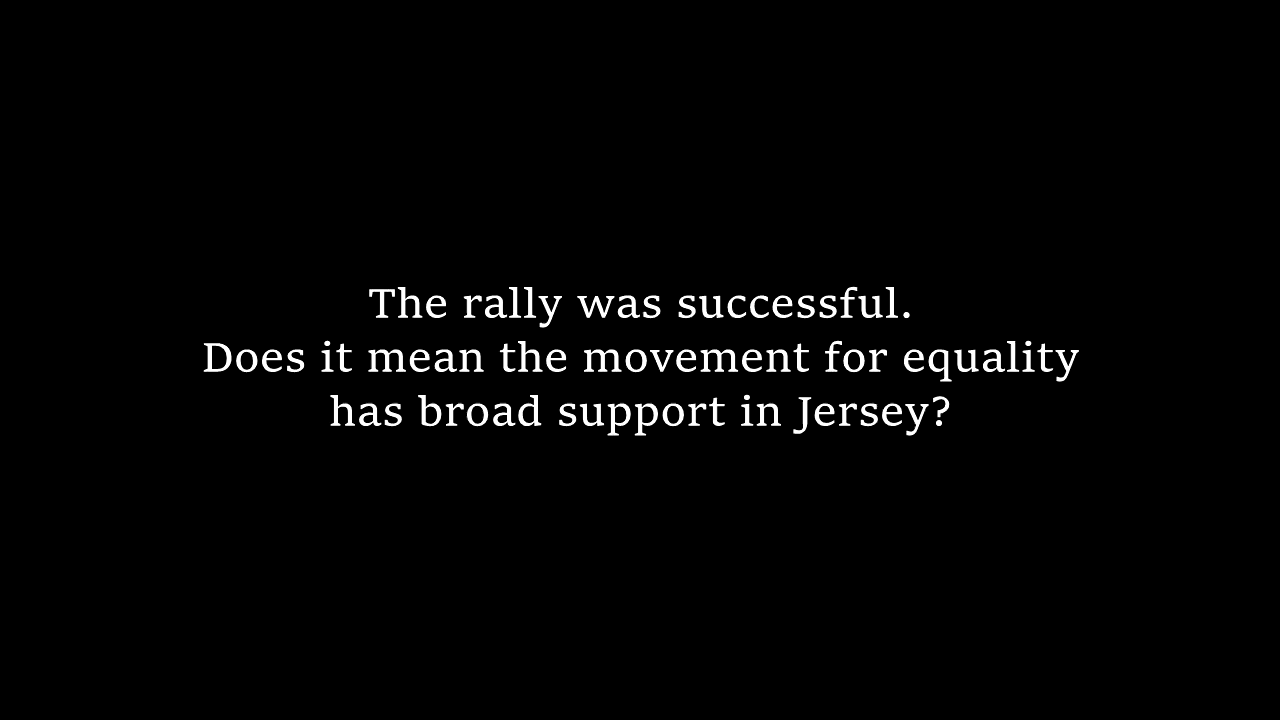 The rally was successful.
Does it mean the movement for equality
has broad support in Jersey?